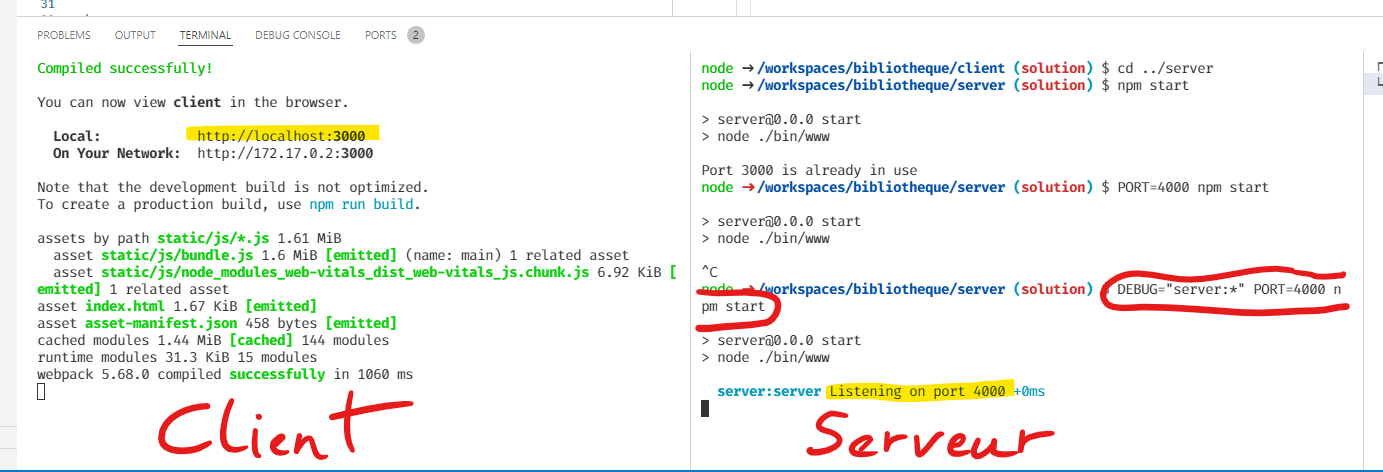 31
PROBLEMS OUTPUT TERMINAL DEBUG CONSOLE PORTS 2
Compiled successfully!
You can now view client in the browser.
Local: http://localhost:3000
On Your Network: http://172.17.0.2:3000
Note that the development build is not optimized.
To create a production build, use npm run build.
assets by path static/js/*.js 1.61 MiB
asset static/js/bundle.js 1.6 MiB [emitted] (name: main) 1 related asset
asset static/js/node_modules_web-vitals_dist_web-vitals_js.chunk.js 6.92 KiB [
emitted] 1 related asset
asset index.html 1.67 KiB [emitted]
asset asset-manifest.json 458 bytes [emitted]
cached modules 1.44 MiB [cached] 144 modules
runtime modules 31.3 KiB 15 modules
webpack 5.68.0 compiled successfully in 1060 ms
Client
node ➜ /workspaces/bibliotheque/client (solution) $ cd ../server
node ➜ /workspaces/bibliotheque/server (solution) $ npm start
> server@0.0.0 start
> node ./bin/www
Port 3000 is already in use
node ➜ /workspaces/bibliotheque/server (solution) $ PORT=4000 npm start
> server@0.0.0 start
> node ./bin/www
^C
node ➜ /workspaces/bibliotheque/server (solution) $ DEBUG="server:*" PORT=4000 n
pm start
> server@0.0.0 start
> node ./bin/www
server:server Listening on port 4000 +0ms
Serveur